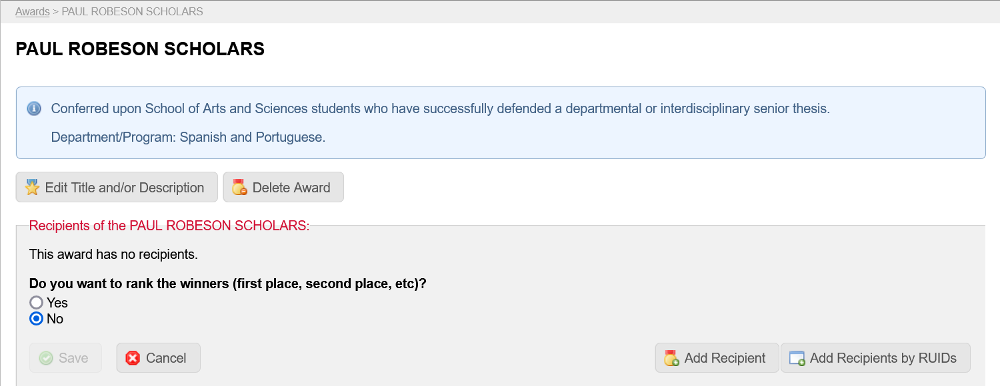 Awards > PAUL ROBESON SCHOLARS
PAUL ROBESON SCHOLARS
Conferred upon School of Arts and Sciences students who have successfully defended a departmental or interdisciplinary senior thesis.
Department/Program: Spanish and Portuguese.
Edit Title and/or Description Delete Award
Recipients of the PAUL ROBESON SCHOLARS:
This award has no recipients.
Do you want to rank the winners (first place, second place, etc)?
Yes
No
Save Cancel Add Recipient Add Recipients by RUIDs